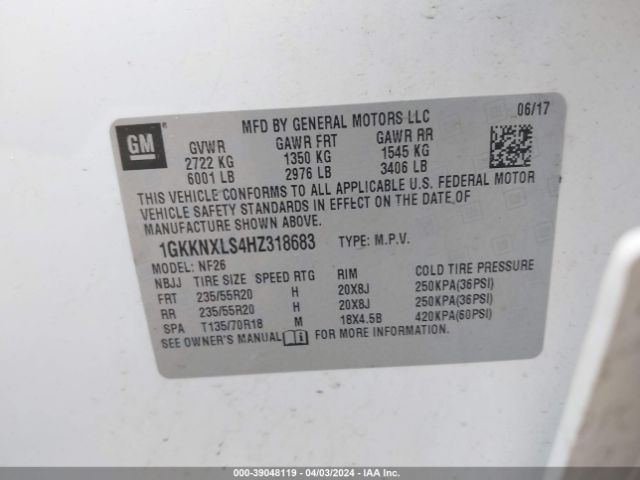 MFD BY GENERAL MOTORS LLC 06/17
GM GVWR GAWR FRT GAWR RR
2722 KG 1350 KG 1545 KG
6001 LB 2976 LB 3406 LB
THIS VEHICLE CONFORMS TO ALL APPLICABLE U.S. FEDERAL MOTOR
VEHICLE SAFETY STANDARDS IN EFFECT ON THE DATE OF
MANUFACTURE SHOWN ABOVE.
1GKKNXLS4HZ318683 TYPE: M.P.V.
MODEL: NF26
NBJJ TIRE SIZE SPEED RTG RIM COLD TIRE PRESSURE
FRT 235/55R20 H 20X8J 250KPA(36PSI)
RR 235/55R20 H 20X8J 250KPA(36PSI)
SPA T135/70R18 M 18X4.5B 420KPA(60PSI)
SEE OWNER'S MANUAL FOR MORE INFORMATION.
000-39048119 - 04/03/2024 - IAA Inc.